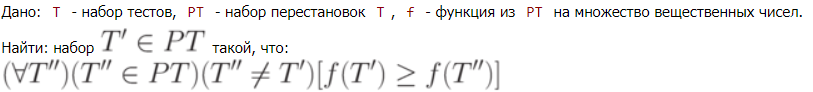 Дано: T - набор тестов, PT - набор перестановок T , f - функция из PT на множество вещественных чисел.
Найти: набор T′ ∈ PT такой, что:
(∀T″)(T″ ∈ PT)(T″ ≠ T′)[f(T′) ≥ f(T″)]